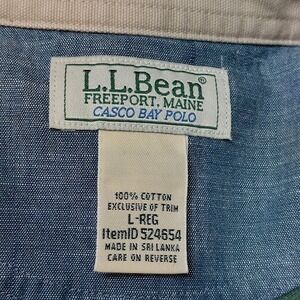 L.L.Bean®
FREEPORT, MAINE
CASCO BAY POLO
100% COTTON
EXCLUSIVE OF TRIM
L-REG
ItemID 524654
MADE IN SRI LANKA
CARE ON REVERSE